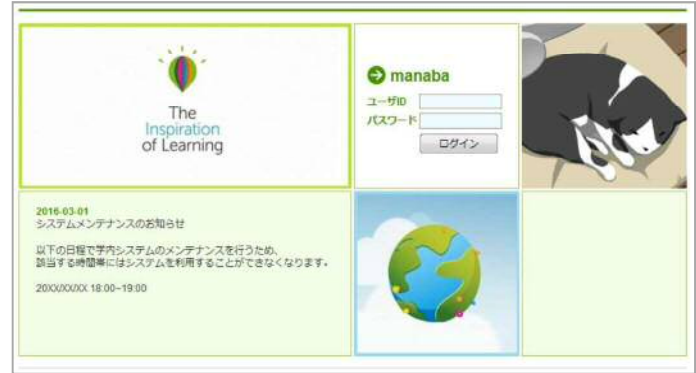 The
Inspiration
of Learning
manaba
ユーザID
パスワード
ログイン
2016-03-01
システムメンテナンスのお知らせ
以下の日程で学内システムのメンテナンスを行うため、
該当する時間帯にはシステムを利用することができなくなります。
20XX/XX/XX 18:00~19:00